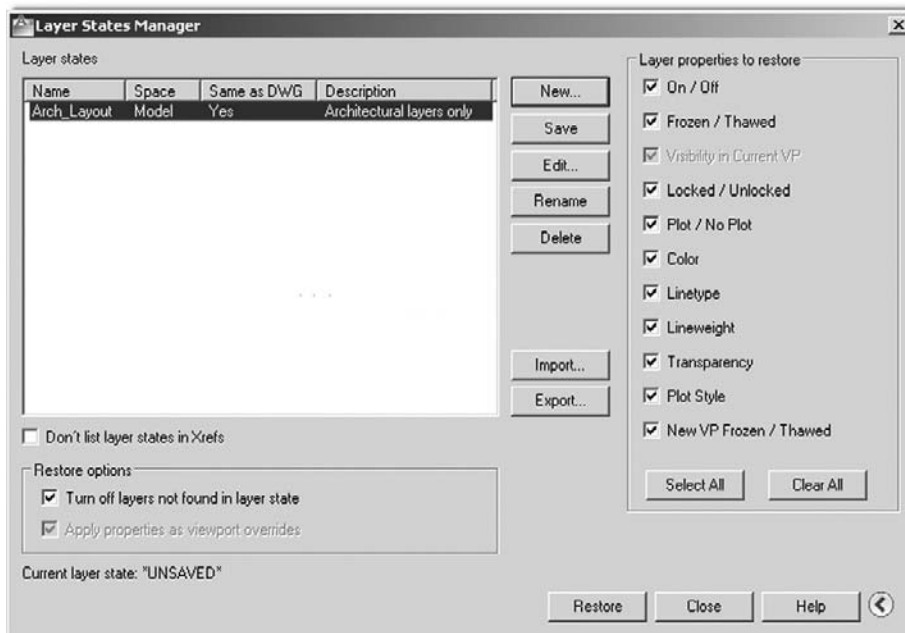 Layer States Manager
Layer states
Name Space Same as DWG Description
Arch_Layout Model Yes Architectural layers only
New...
Save
Edit...
Rename
Delete
Import...
Export...
Don't list layer states in Xrefs
Restore options
Turn off layers not found in layer state
Apply properties as viewport overrides
Current layer state: "UNSAVED"
Layer properties to restore
On / Off
Frozen / Thawed
Visibility in Current VP
Locked / Unlocked
Plot / No Plot
Color
Linetype
Lineweight
Transparency
Plot Style
New VP Frozen / Thawed
Select All Clear All
Restore Close Help